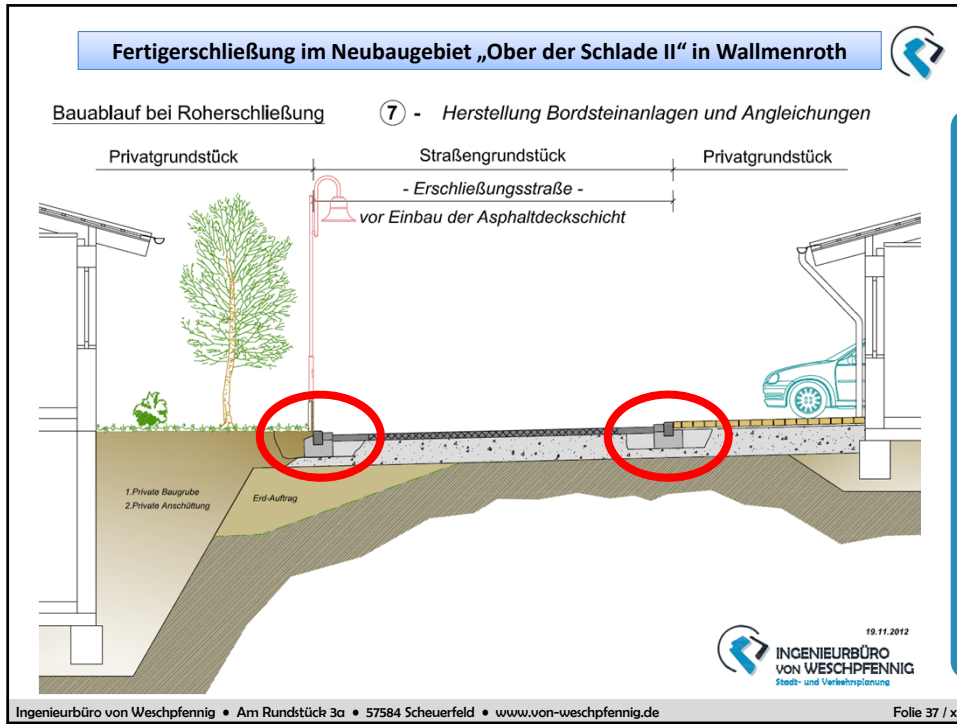 Fertigerschließung im Neubaugebiet „Ober der Schlade II“ in Wallmenroth
Bauablauf bei Roherschließung
7 - Herstellung Bordsteinanlagen und Angleichungen
Privatgrundstück
Straßengrundstück
Privatgrundstück
- Erschließungsstraße -
vor Einbau der Asphaltdeckschicht
1.Private Baugrube
2.Private Anschüttung
Erd-Auftrag
19.11.2012
INGENIEURBÜRO
VON WESCHPFENNIG
Stadt- und Verkehrsplanung
Ingenieurbüro von Weschpfennig • Am Rundstück 3a • 57584 Scheuerfeld • www.von-weschpfennig.de
Folie 37 / x